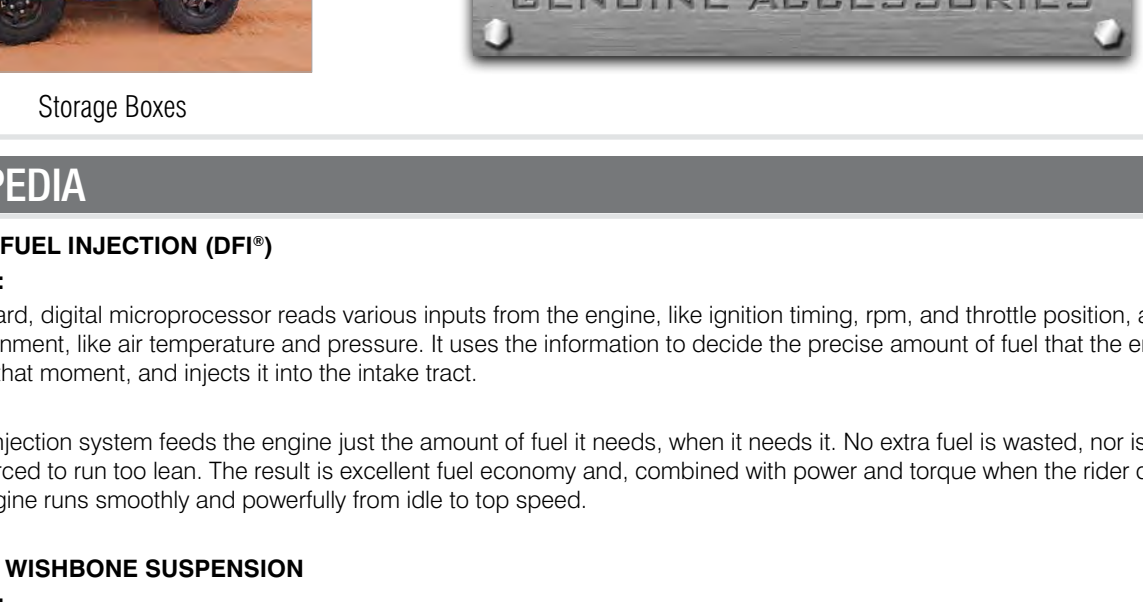 GENUINE ACCESSORIES
Storage Boxes
PEDIA
FUEL INJECTION (DFI®)
:
ard, digital microprocessor reads various inputs from the engine, like ignition timing, rpm, and throttle position, a
nment, like air temperature and pressure. It uses the information to decide the precise amount of fuel that the e
that moment, and injects it into the intake tract.
njection system feeds the engine just the amount of fuel it needs, when it needs it. No extra fuel is wasted, nor is
rced to run too lean. The result is excellent fuel economy and, combined with power and torque when the rider
gine runs smoothly and powerfully from idle to top speed.
WISHBONE SUSPENSION
: